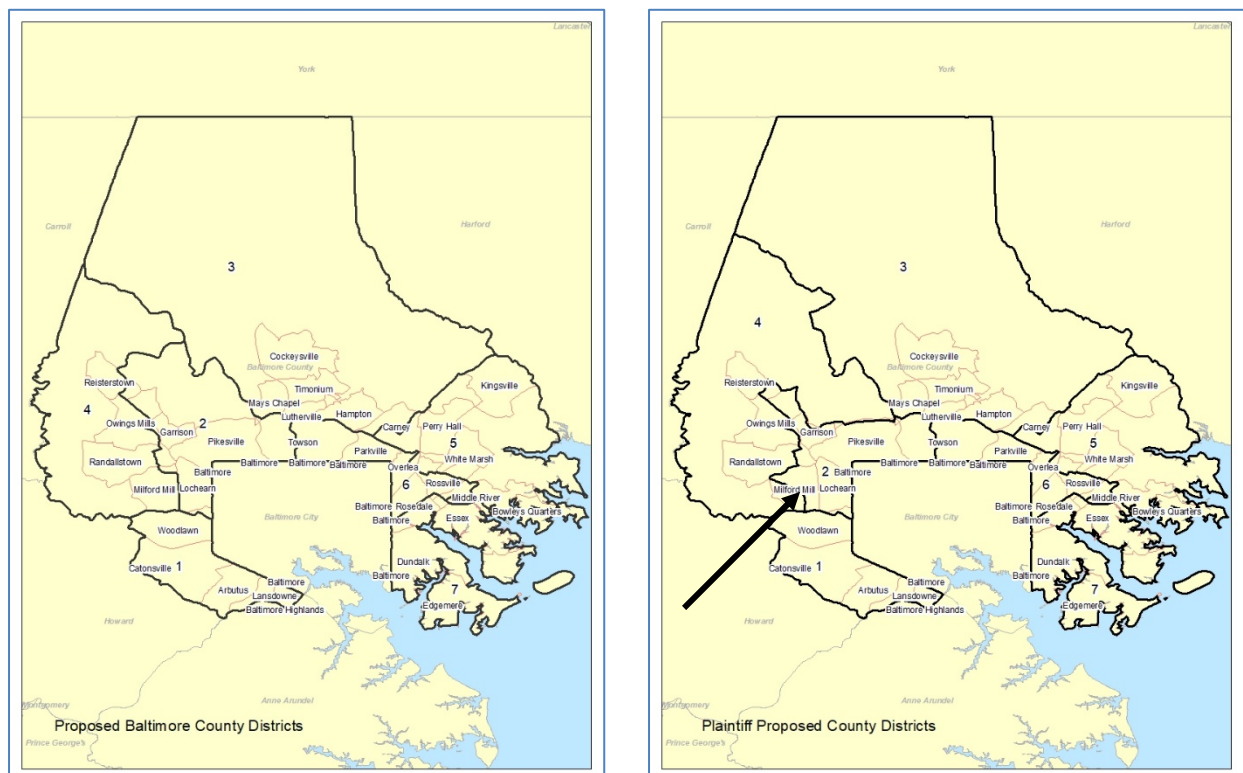 Lancaster
York
Carroll
Harford
3
Cockeysville
Baltimore County
Timonium
Kingsville
Reisterstown
Mays Chapel
Hampton
4
2
Lutherville
Carney
Owings Mills
Garrison
Perry Hall
Pikesville
Towson
5
Parkville
White Marsh
Randallstown
Baltimore
Baltimore
Baltimore
Baltimore
Overlea
Rossville
Milford Mill
Lochearn
6
Middle River
Baltimore
Rosedale
Bowleys Quarters
Baltimore City
Baltimore
Essex
Woodlawn
Catonsville
1
Dundalk
Baltimore
Baltimore
Arbutus
Lansdowne
7
Baltimore Highlands
Edgemere
Howard
Anne Arundel
Montgomery
Proposed Baltimore County Districts
Prince George's
Lancaster
York
Carroll
Harford
3
4
Cockeysville
Baltimore County
Timonium
Kingsville
Reisterstown
Mays Chapel
Hampton
Lutherville
Carney
Owings Mills
Garrison
Perry Hall
Pikesville
Towson
5
Parkville
White Marsh
Randallstown
2
Baltimore
Baltimore
Baltimore
Baltimore
Overlea
Rossville
Milford Mill
Lochearn
6
Middle River
Baltimore
Rosedale
Bowleys Quarters
Baltimore City
Baltimore
Essex
Woodlawn
Catonsville
1
Dundalk
Baltimore
Baltimore
Arbutus
Lansdowne
7
Baltimore Highlands
Edgemere
Howard
Anne Arundel
Montgomery
Plaintiff Proposed County Districts
Prince George's